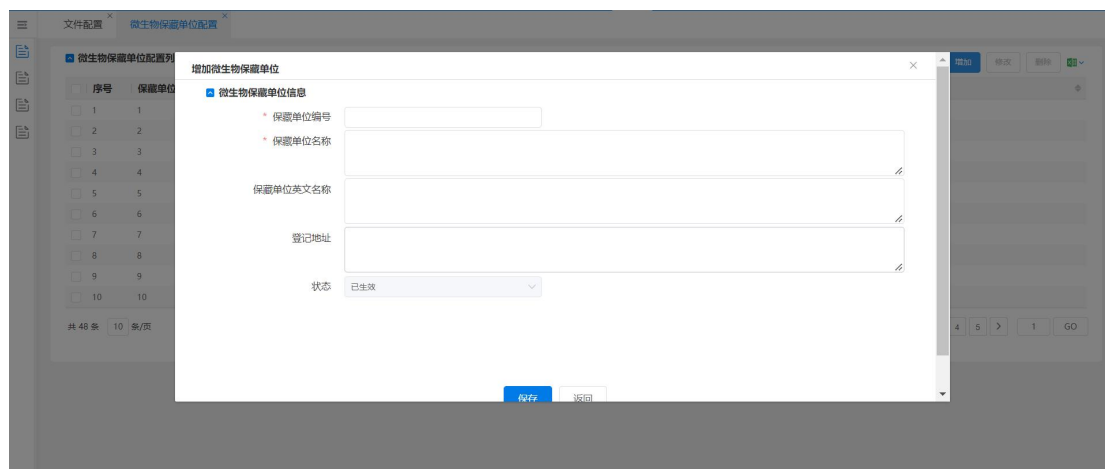 文件配置 × 微生物保藏单位配置 ×
微生物保藏单位配置列
增加 修改 删除
序号 保藏单位
1 1
2 2
3 3
4 4
5 5
6 6
7 7
8 8
9 9
10 10
共 48 条 10 条/页
4 5 > 1 GO
增加微生物保藏单位 ×
微生物保藏单位信息
* 保藏单位编号
* 保藏单位名称
保藏单位英文名称
登记地址
状态 已生效
保存 返回